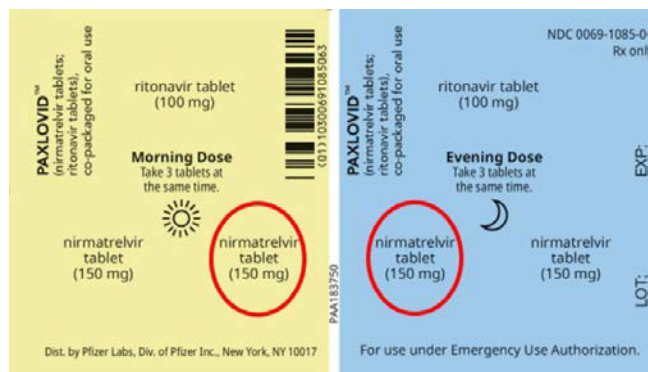 PAXLOVID™
(nirmatrelvir tablets;
ritonavir tablets),
co-packaged for oral use
ritonavir tablet
(100 mg)
(01)10300691085063
Morning Dose
Take 3 tablets at
the same time.
nirmatrelvir
tablet
(150 mg)
nirmatrelvir
tablet
(150 mg)
Dist. by Pfizer Labs, Div. of Pfizer Inc., New York, NY 10017
PAA183750
PAXLOVID™
(nirmatrelvir tablets;
ritonavir tablets),
co-packaged for oral use
NDC 0069-1085-0
Rx only
ritonavir tablet
(100 mg)
Evening Dose
Take 3 tablets at
the same time.
EXP:
nirmatrelvir
tablet
(150 mg)
nirmatrelvir
tablet
(150 mg)
LOT:
For use under Emergency Use Authorization.